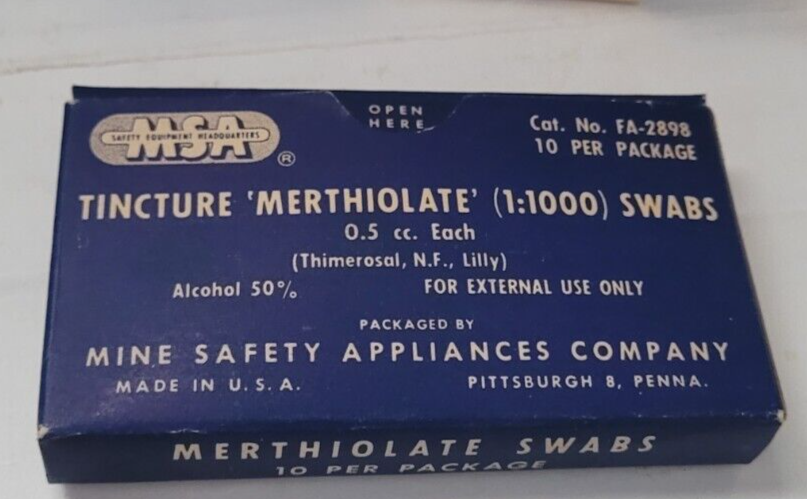 MSA
SAFETY EQUIPMENT HEADQUARTERS
®
OPEN
HERE
Cat. No. FA-2898
10 PER PACKAGE
TINCTURE 'MERTHIOLATE' (1:1000) SWABS
0.5 cc. Each
(Thimerosal, N.F., Lilly)
Alcohol 50% FOR EXTERNAL USE ONLY
PACKAGED BY
MINE SAFETY APPLIANCES COMPANY
MADE IN U.S.A. PITTSBURGH 8, PENNA.
MERTHIOLATE SWABS
10 PER PACKAGE